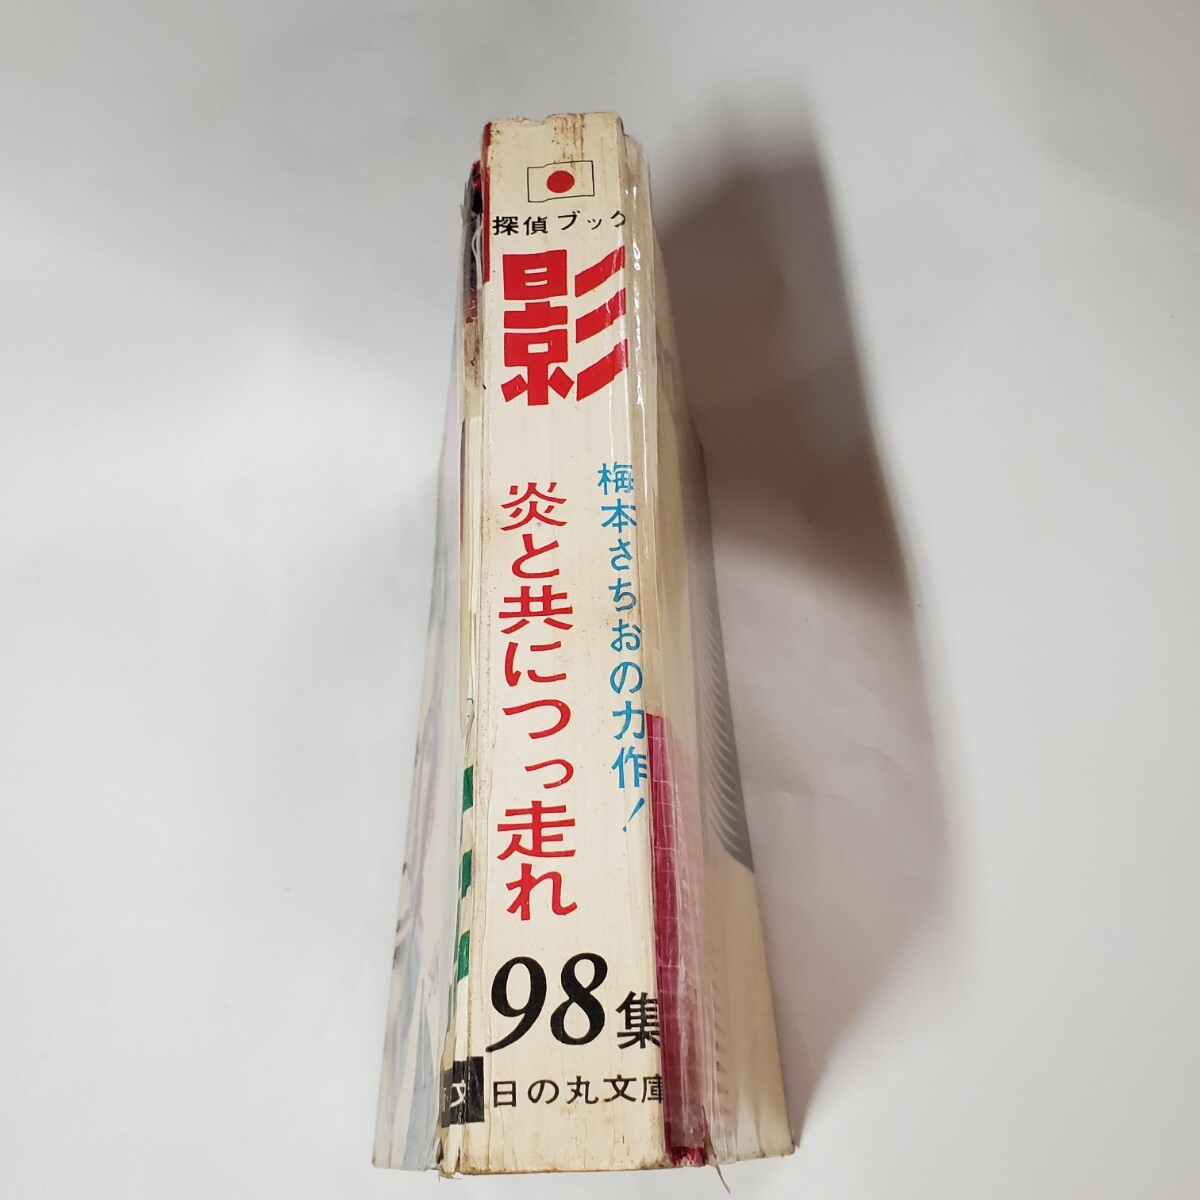 探偵ブック
影
梅本さちおの力作!
炎と共につっ走れ
98集
日の丸文庫